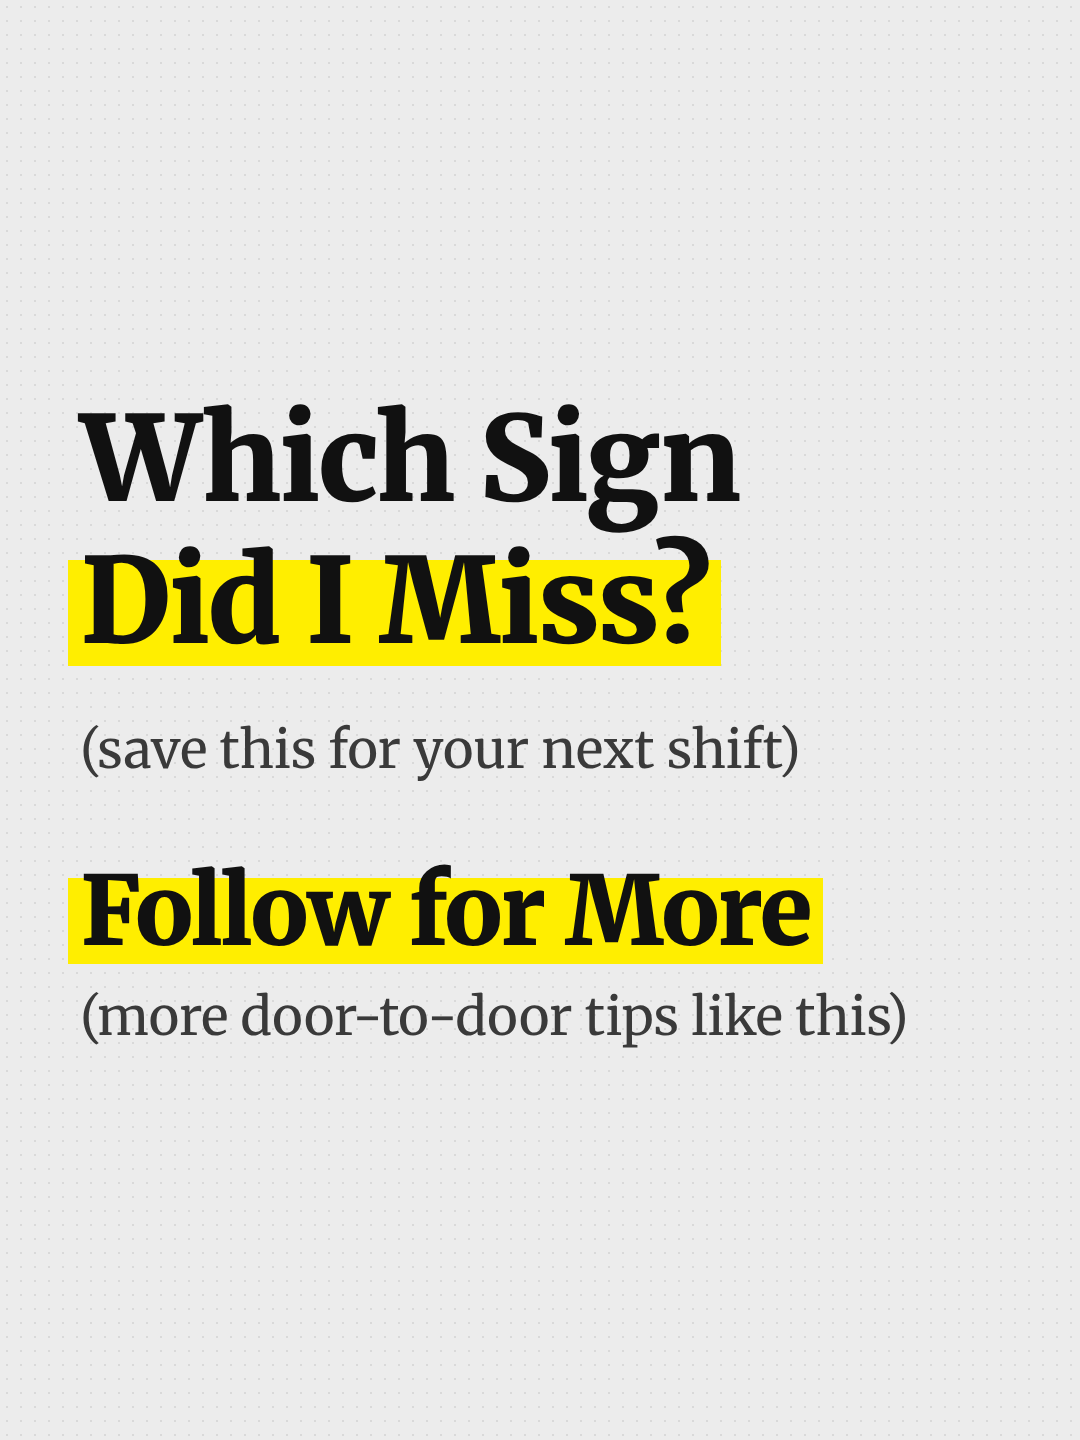 Which Sign
Did I Miss?
(save this for your next shift)
Follow for More
(more door-to-door tips like this)